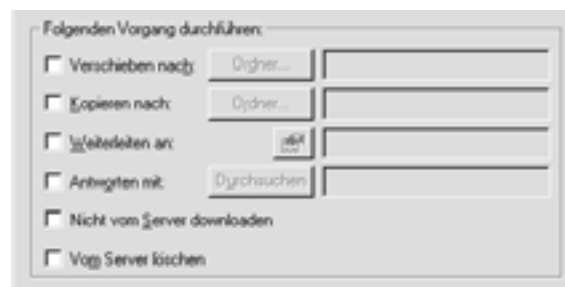 Folgenden Vorgang durchführen:
Verschieben nach: Ordner...
Kopieren nach: Ordner...
Weiterleiten an:
Antworten mit: Durchsuchen
Nicht vom Server downloaden
Vom Server löschen